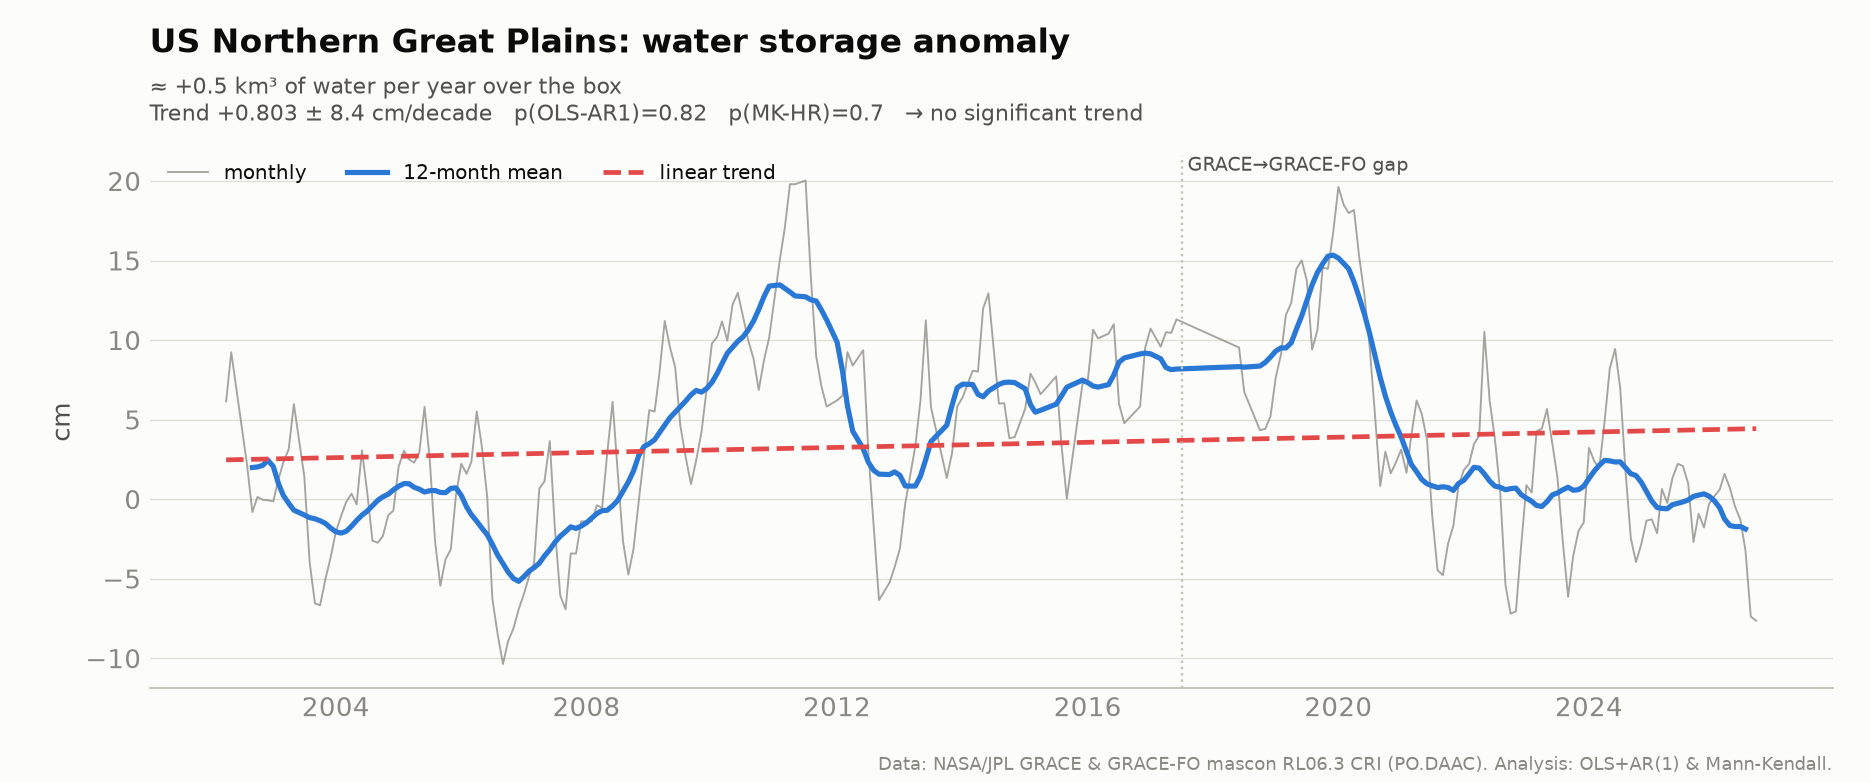 US Northern Great Plains: water storage anomaly
≈ +0.5 km³ of water per year over the box
Trend +0.803 ± 8.4 cm/decade   p(OLS-AR1)=0.82   p(MK-HR)=0.7   → no significant trend
monthly   12-month mean   linear trend
GRACE→GRACE-FO gap
20
15
10
5
0
−5
−10
cm
2004   2008   2012   2016   2020   2024
Data: NASA/JPL GRACE & GRACE-FO mascon RL06.3 CRI (PO.DAAC). Analysis: OLS+AR(1) & Mann-Kendall.